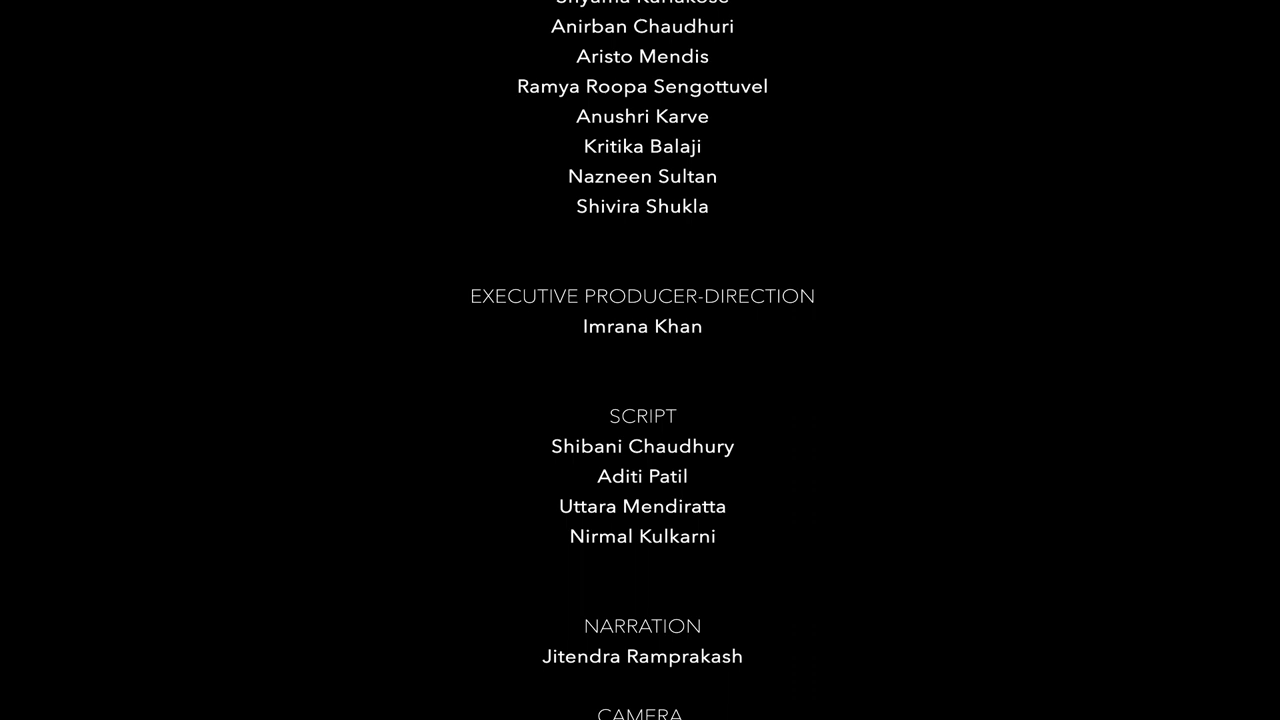 Anirban Chaudhuri
Aristo Mendis
Ramya Roopa Sengottuvel
Anushri Karve
Kritika Balaji
Nazneen Sultan
Shivira Shukla
EXECUTIVE PRODUCER-DIRECTION
Imrana Khan
SCRIPT
Shibani Chaudhury
Aditi Patil
Uttara Mendiratta
Nirmal Kulkarni
NARRATION
Jitendra Ramprakash
CAMERA